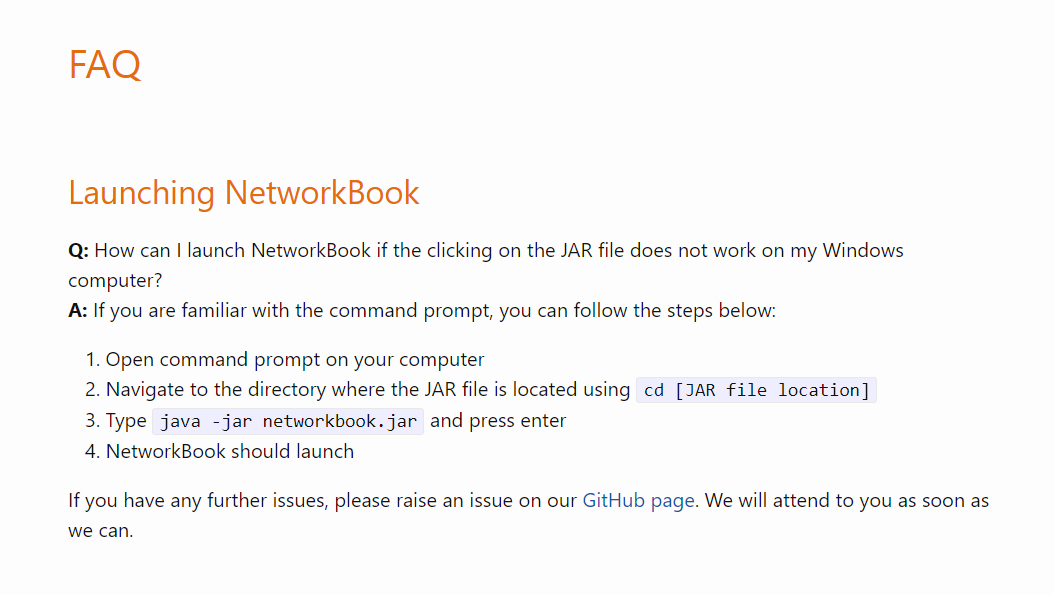 FAQ
Launching NetworkBook
Q: How can I launch NetworkBook if the clicking on the JAR file does not work on my Windows
computer?
A: If you are familiar with the command prompt, you can follow the steps below:
1. Open command prompt on your computer
2. Navigate to the directory where the JAR file is located using cd [JAR file location]
3. Type java -jar networkbook.jar and press enter
4. NetworkBook should launch
If you have any further issues, please raise an issue on our GitHub page. We will attend to you as soon as
we can.